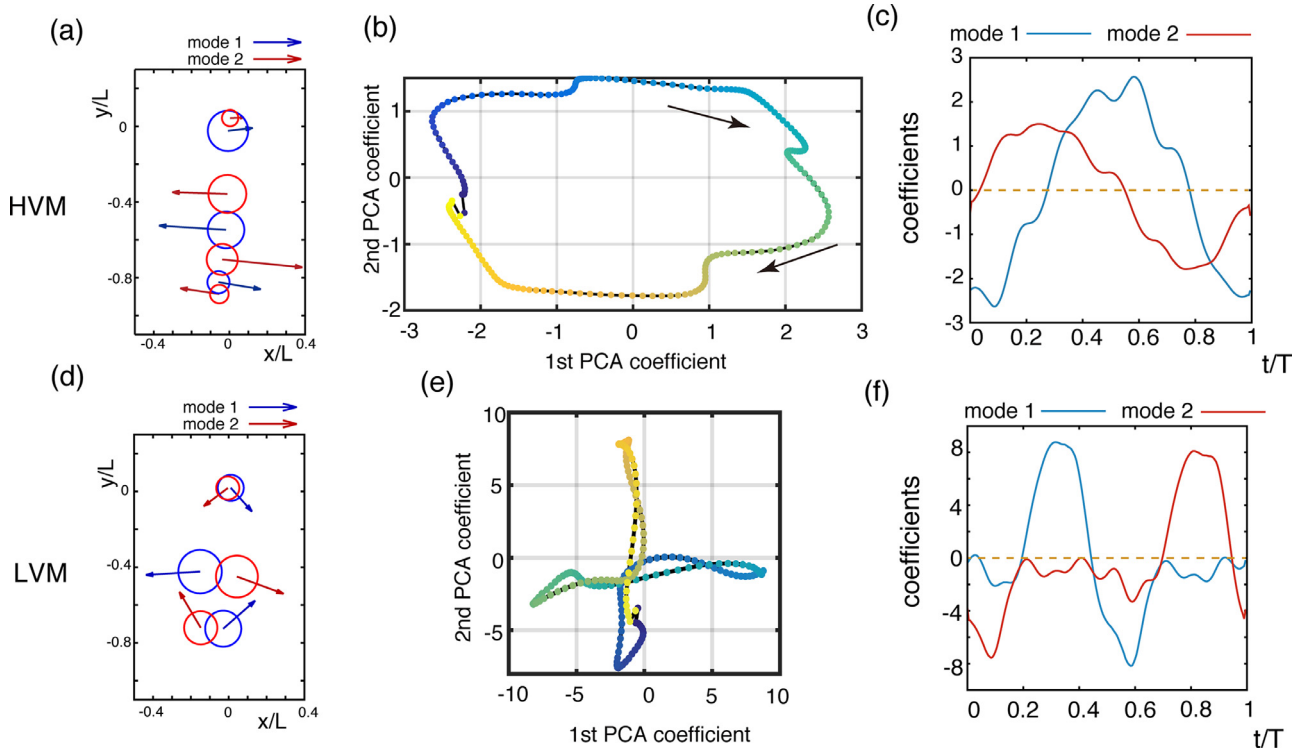 (a)
mode 1
mode 2
y/L
0
-0.4
-0.8
-0.4
0
0.4
x/L
HVM
(b)
2nd PCA coefficient
1
0
-1
-2
-3
-2
-1
0
1
2
3
1st PCA coefficient
(c)
mode 1
mode 2
coefficients
3
2
1
0
-1
-2
-3
0
0.2
0.4
0.6
0.8
1
t/T
(d)
mode 1
mode 2
y/L
0
-0.4
-0.8
-0.4
0
0.4
x/L
LVM
(e)
2nd PCA coefficient
10
5
0
-5
-10
-5
0
5
10
1st PCA coefficient
(f)
mode 1
mode 2
coefficients
8
4
0
-4
-8
0
0.2
0.4
0.6
0.8
1
t/T